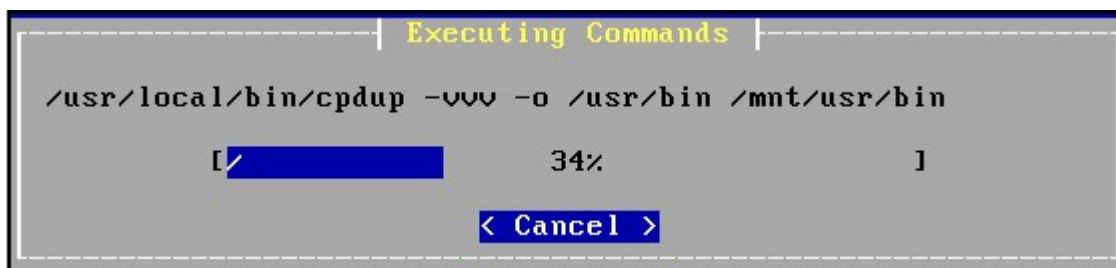 Executing Commands
/usr/local/bin/cpdup -vvv -o /usr/bin /mnt/usr/bin
[/ 34% ]
< Cancel >